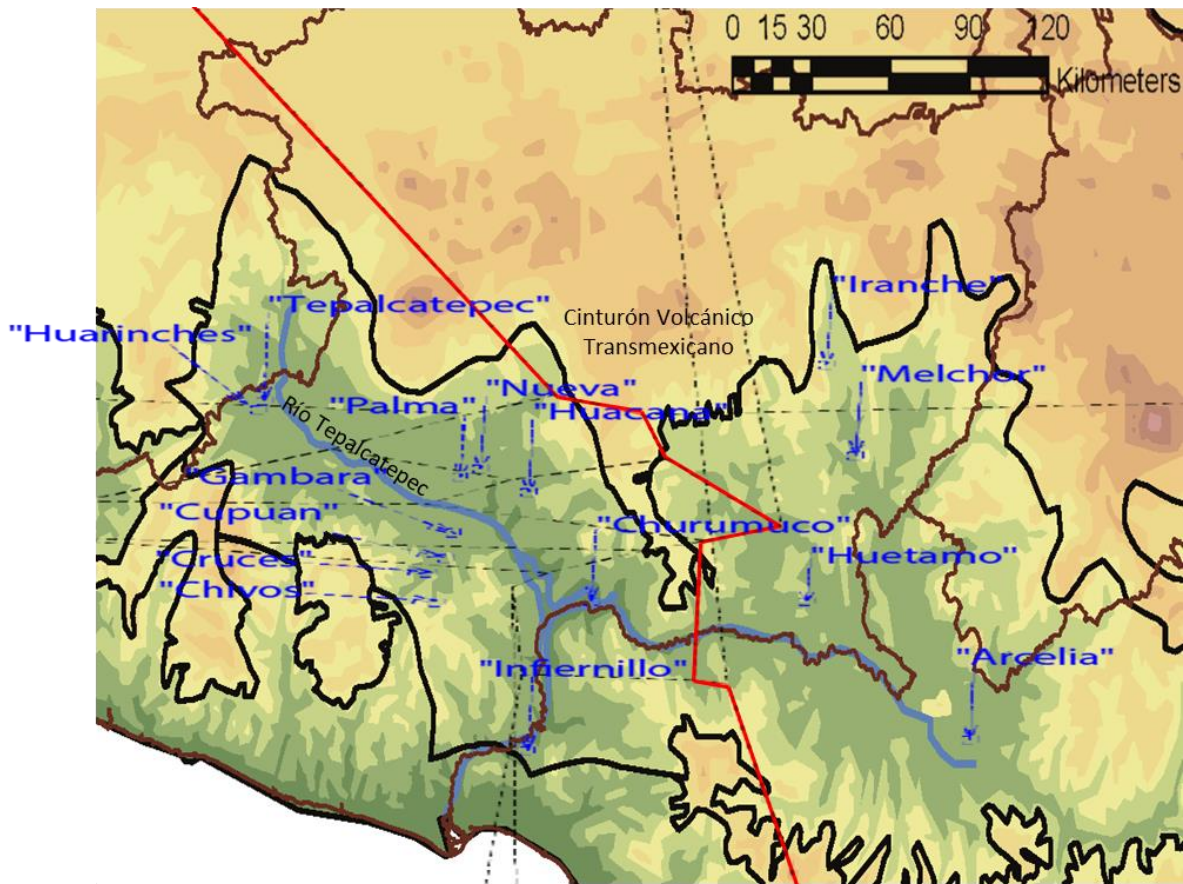 0 15 30 60 90 120
Kilometers
"Iranche"
"Tepalcatepec"
Cinturón Volcánico
Transmexicano
"Huarinches"
"Melchor"
"Nueva"
"Palma"
"Huacana"
Río Tepalcatepec
"Gambara"
"Cupuan"
"Churumuco"
"Cruces"
"Huetamo"
"Chivos"
"Arcelia"
"Infiernillo"